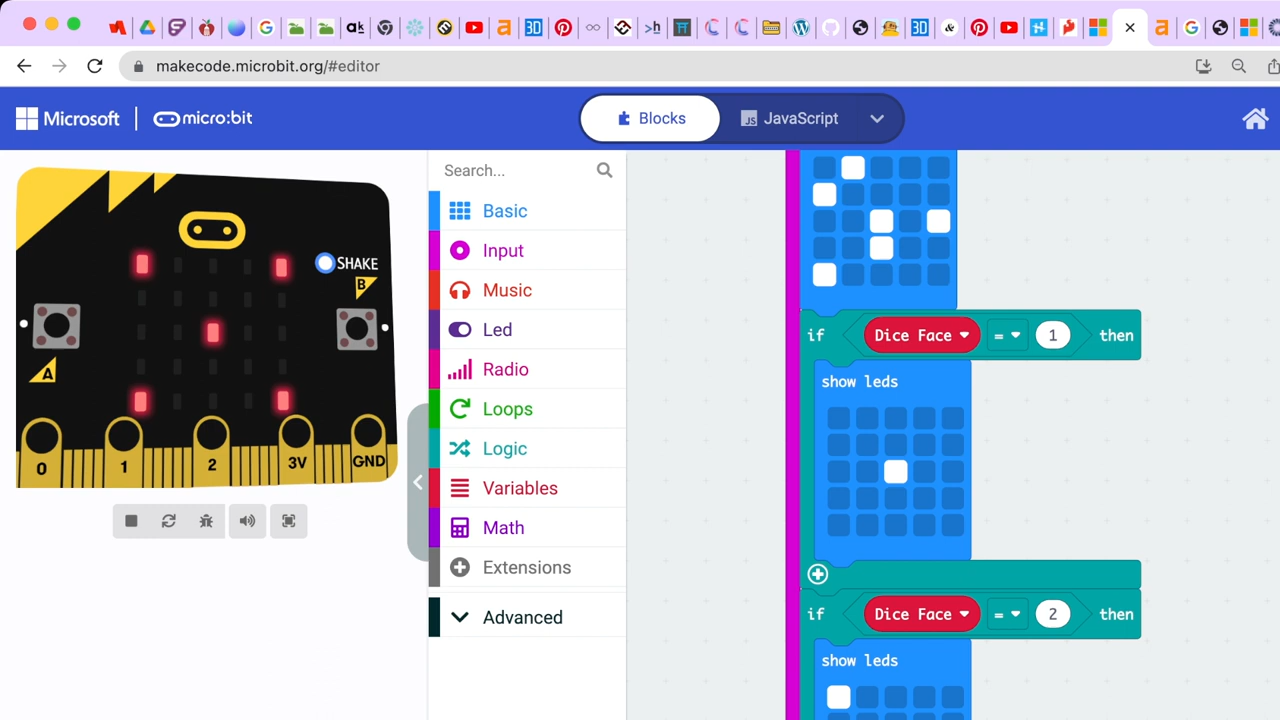 makecode.microbit.org/#editor
Microsoft micro:bit Blocks JS JavaScript
Search...
Basic
Input
Music
Led
Radio
Loops
Logic
Variables
Math
Extensions
Advanced
SHAKE
B
A
0 1 2 3V GND
if Dice Face = 1 then
show leds
if Dice Face = 2 then
show leds